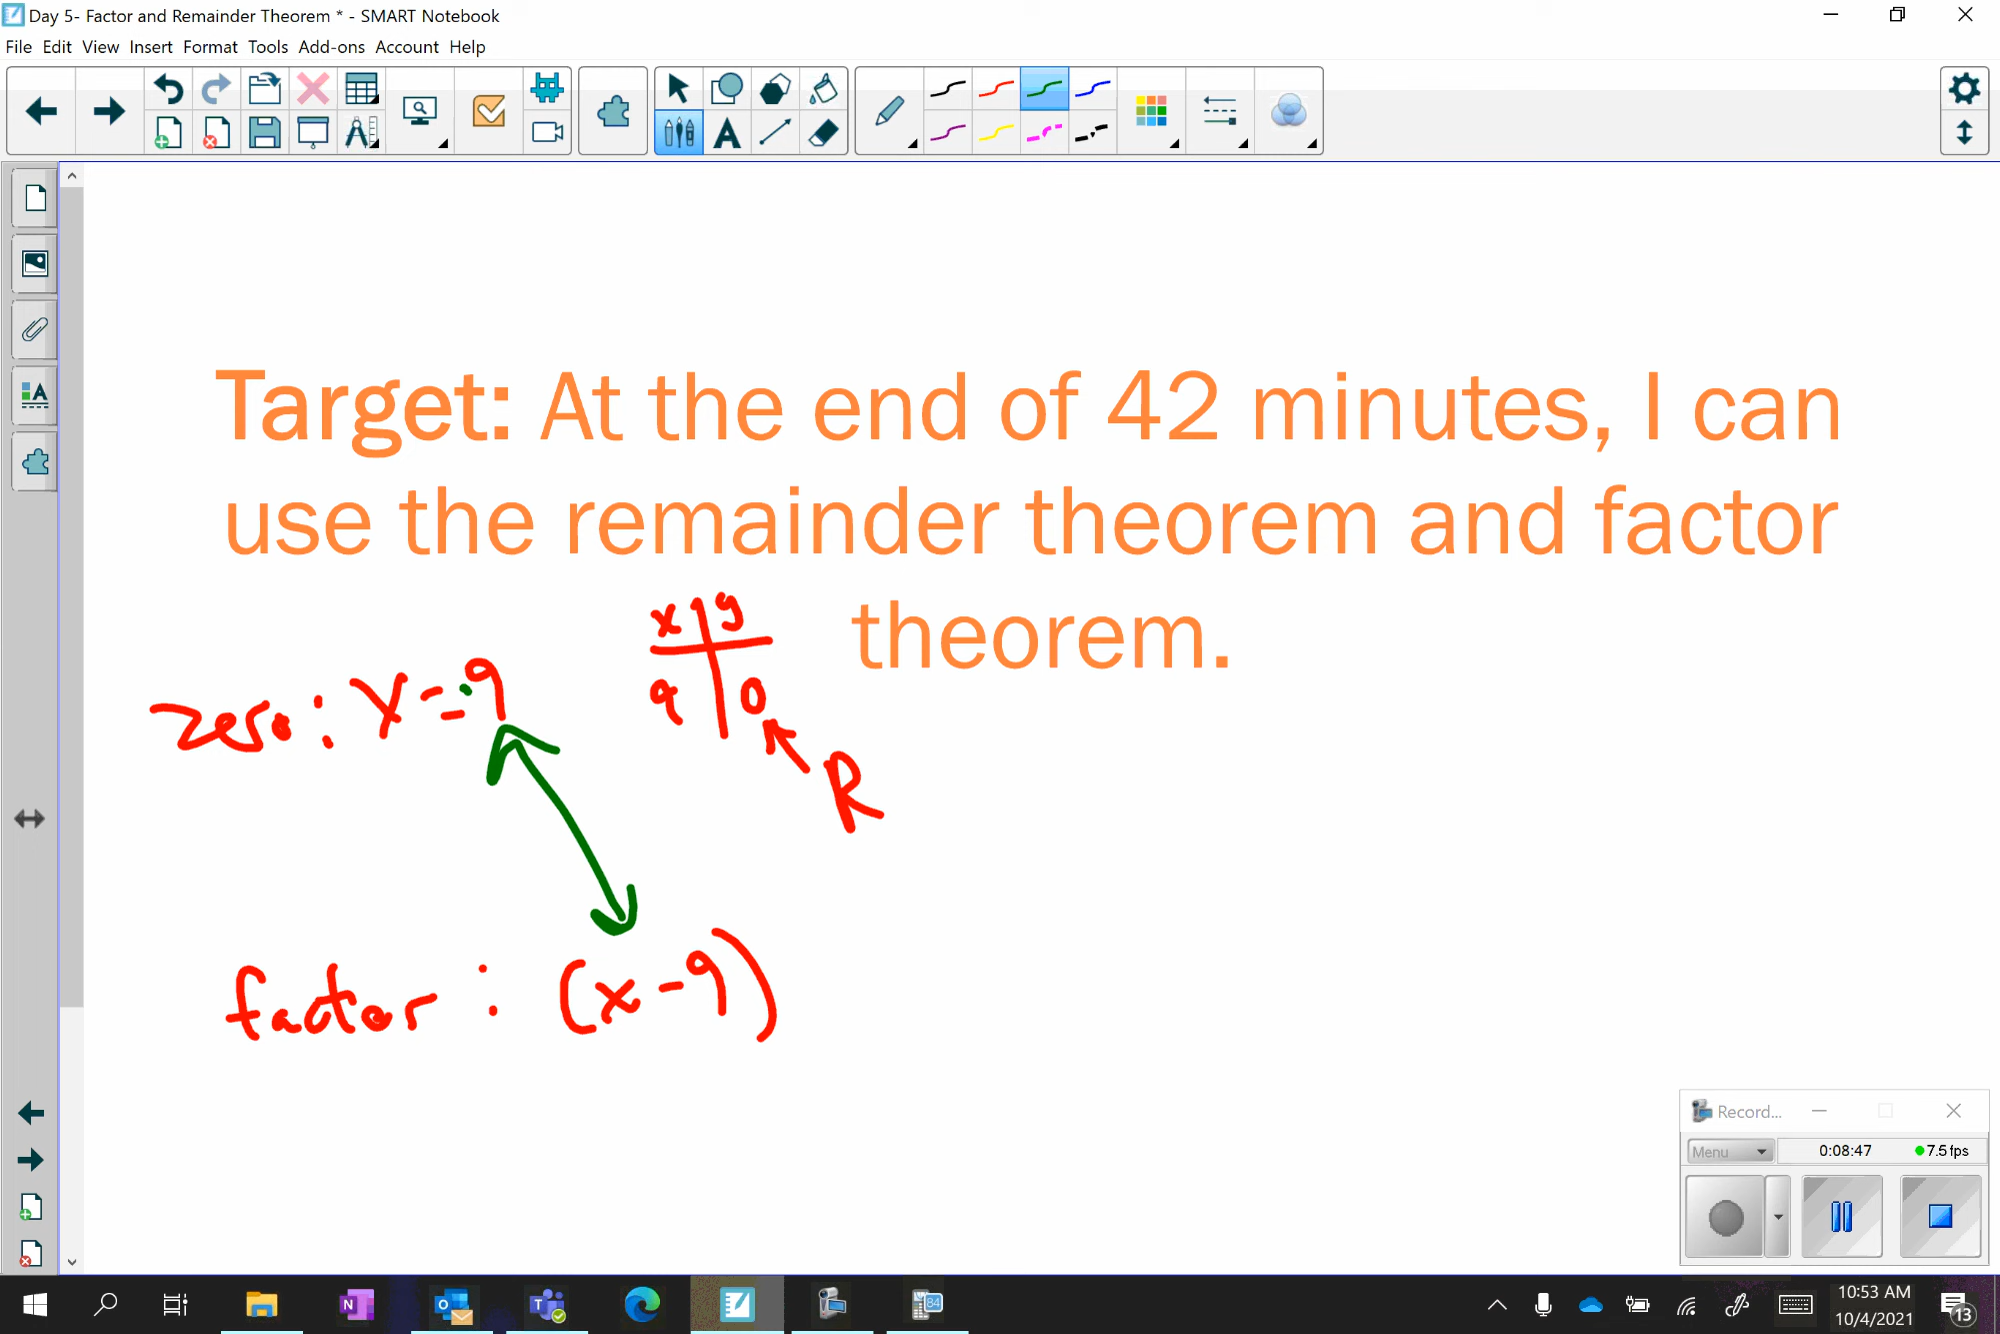 Day 5- Factor and Remainder Theorem * - SMART Notebook
File Edit View Insert Format Tools Add-ons Account Help
Target: At the end of 42 minutes, I can
use the remainder theorem and factor
theorem.
x y
9 0
R
zero: x = 9
factor : (x-9)
Record...
Menu 0:08:47 7.5 fps
10:53 AM
10/4/2021
13